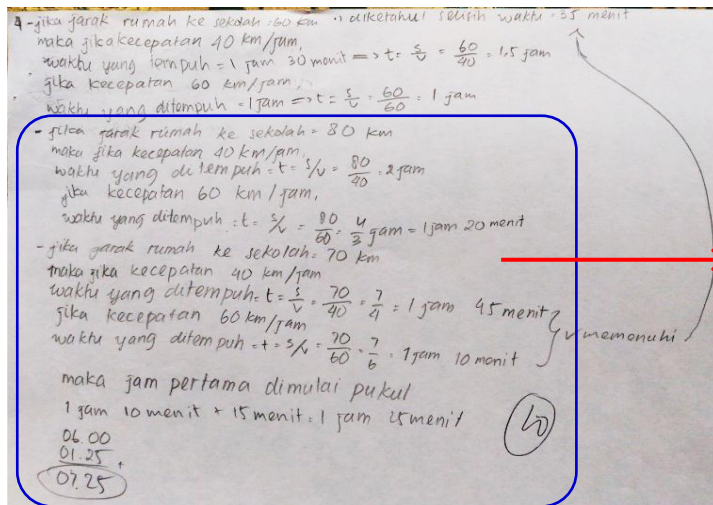 4 - jika jarak rumah ke sekolah = 60 km ∴ diketahui selisih waktu = 35 menit
maka jika kecepatan 40 km/jam,
waktu yang tempuh = 1 jam 30 menit => t = s/v = 60/40 = 1,5 jam
jika kecepatan 60 km/jam,
waktu yang ditempuh = 1 jam => t = s/v = 60/60 = 1 jam
- jika jarak rumah ke sekolah = 80 km
maka jika kecepatan 40 km/jam,
waktu yang di tempuh = t = s/v = 80/40 = 2 jam
jika kecepatan 60 km/jam,
waktu yang ditempuh = t = s/v = 80/60 = 4/3 jam = 1 jam 20 menit
- jika jarak rumah ke sekolah = 70 km
maka jika kecepatan 40 km/jam
waktu yang ditempuh = t = s/v = 70/40 = 7/4 = 1 jam 45 menit
jika kecepatan 60 km/jam
waktu yang ditempuh = t = s/v = 70/60 = 7/6 = 1 jam 10 menit
} ✓ memenuhi
maka jam pertama dimulai pukul
1 jam 10 menit + 15 menit = 1 jam 25 menit
06.00
01.25 +
07.25